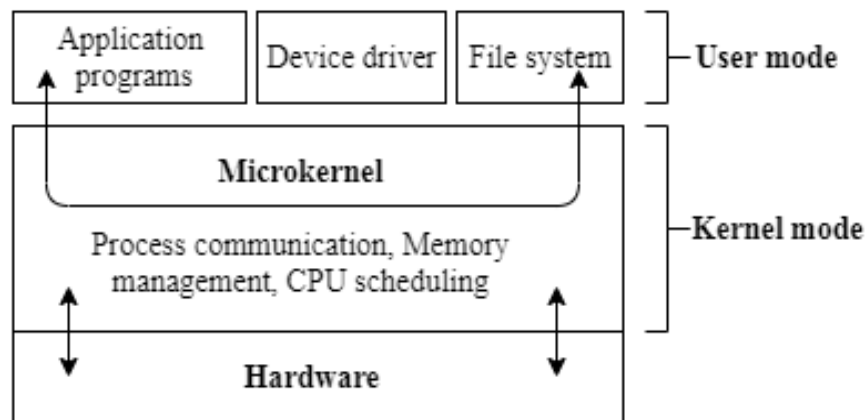 Application
programs
Device driver
File system
User mode
Microkernel
Process communication, Memory
management, CPU scheduling
Kernel mode
Hardware